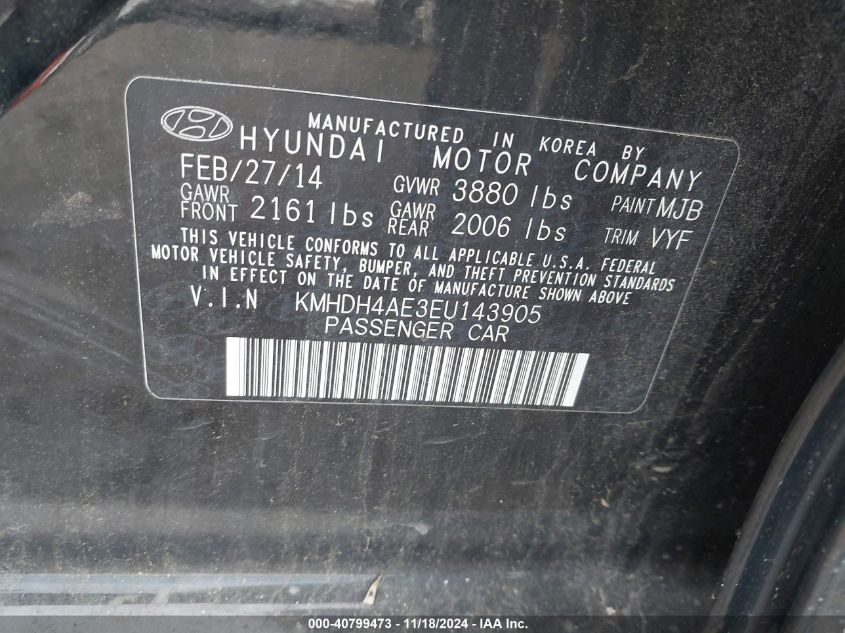 MANUFACTURED IN KOREA BY
HYUNDAI MOTOR COMPANY
FEB/27/14 GVWR 3880 lbs PAINT MJB
GAWR FRONT 2161 lbs GAWR REAR 2006 lbs TRIM VYF
THIS VEHICLE CONFORMS TO ALL APPLICABLE U.S.A. FEDERAL
MOTOR VEHICLE SAFETY, BUMPER, AND THEFT PREVENTION STANDARDS
IN EFFECT ON THE DATE OF MANUFACTURE SHOWN ABOVE
V.I.N KMHDH4AE3EU143905
PASSENGER CAR
000-40799473 - 11/18/2024 - IAA Inc.